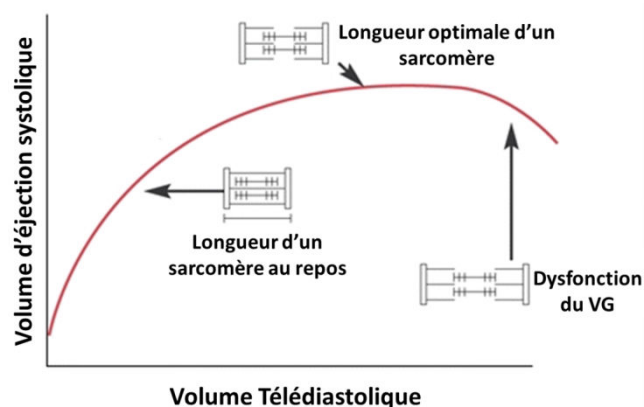 Longueur optimale d'un
sarcomère
Volume d'éjection systolique
Longueur d'un
sarcomère au repos
Dysfonction
du VG
Volume Télédiastolique